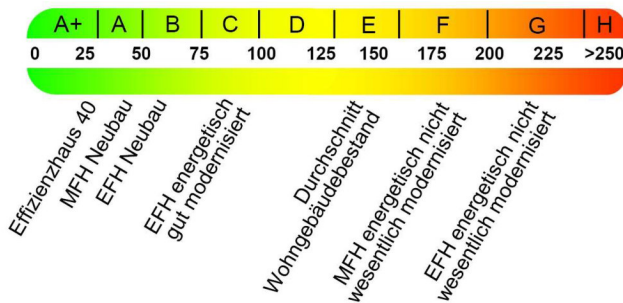 A+ A B C D E F G H
0 25 50 75 100 125 150 175 200 225 >250
Effizienzhaus 40
MFH Neubau
EFH Neubau
EFH energetisch
gut modernisiert
Durchschnitt
Wohngebäudebestand
MFH energetisch nicht
wesentlich modernisiert
EFH energetisch nicht
wesentlich modernisiert